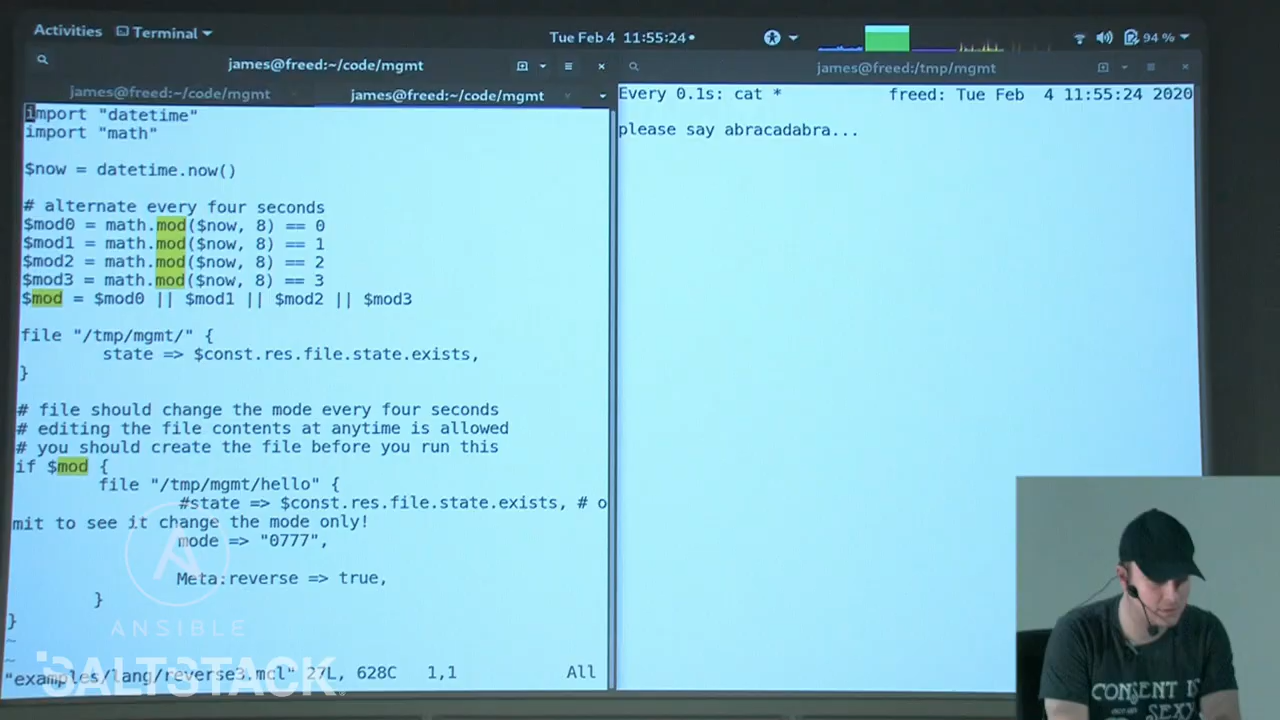 Activities Terminal Tue Feb 4 11:55:24 94 %
james@freed:~/code/mgmt
james@freed:~/code/mgmt james@freed:~/code/mgmt
import "datetime"
import "math"
$now = datetime.now()
# alternate every four seconds
$mod0 = math.mod($now, 8) == 0
$mod1 = math.mod($now, 8) == 1
$mod2 = math.mod($now, 8) == 2
$mod3 = math.mod($now, 8) == 3
$mod = $mod0 || $mod1 || $mod2 || $mod3
file "/tmp/mgmt/" {
state => $const.res.file.state.exists,
}
# file should change the mode every four seconds
# editing the file contents at anytime is allowed
# you should create the file before you run this
if $mod {
file "/tmp/mgmt/hello" {
#state => $const.res.file.state.exists, # o
mit to see it change the mode only!
mode => "0777",
Meta:reverse => true,
}
}
~
~
"examples/lang/reverse3.mcl" 27L, 628C 1,1 All
james@freed:/tmp/mgmt
Every 0.1s: cat * freed: Tue Feb 4 11:55:24 2020
please say abracadabra...
ANSIBLE
SALTSTACK
CONSENT IS
SEXY